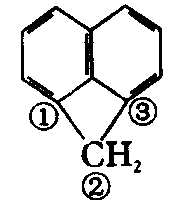 ① ③
CH₂
②